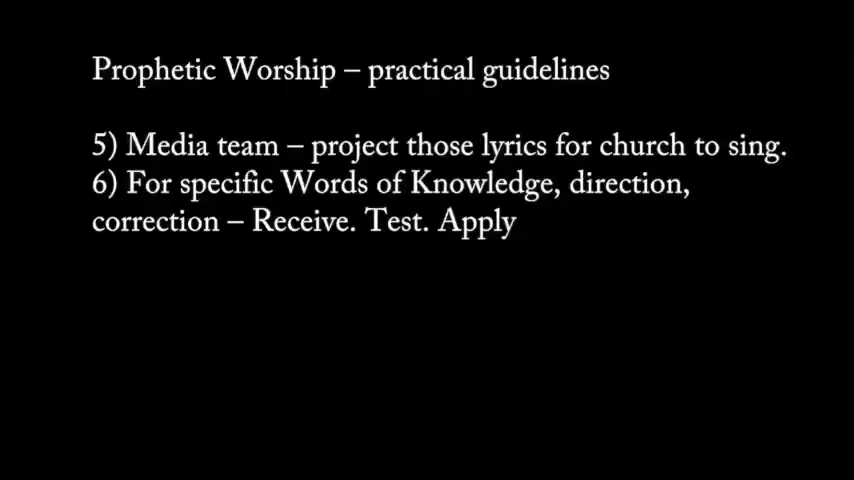 Prophetic Worship – practical guidelines
5) Media team – project those lyrics for church to sing.
6) For specific Words of Knowledge, direction,
correction – Receive. Test. Apply